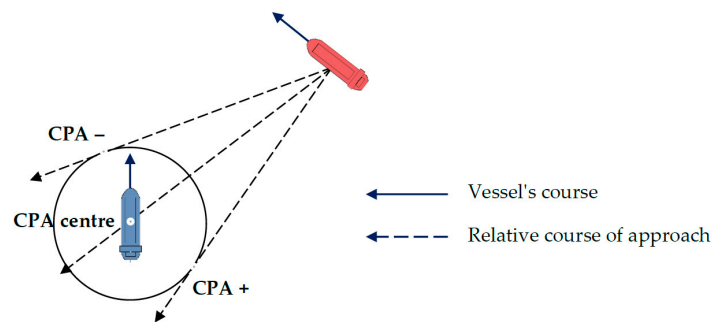 CPA –
Vessel's course
CPA centre
Relative course of approach
CPA +